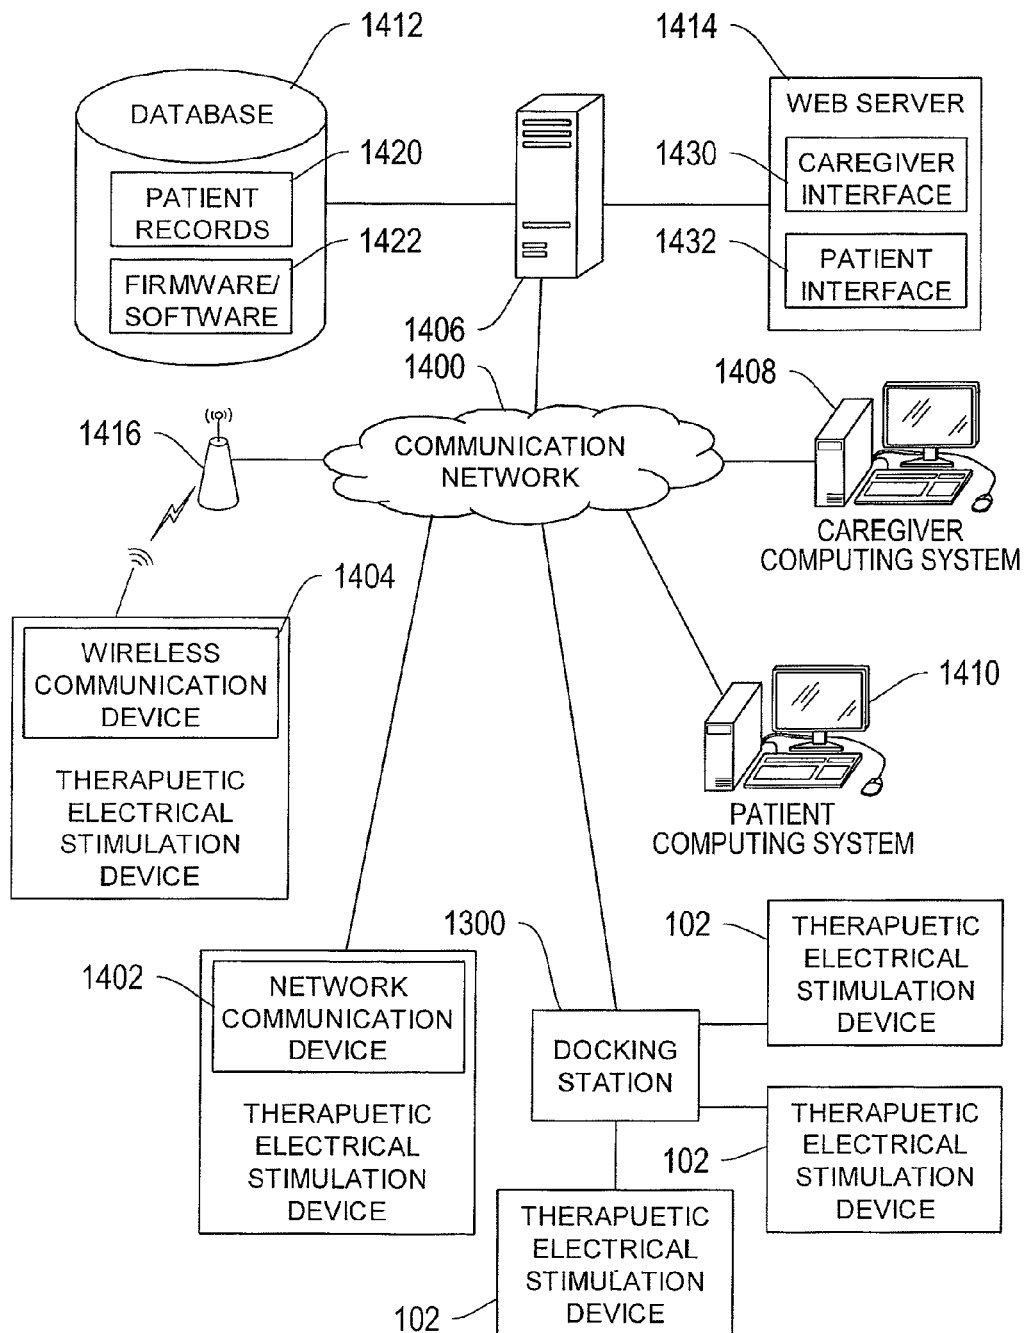 1412
1414
DATABASE
WEB SERVER
1420
1430
PATIENT
RECORDS
CAREGIVER
INTERFACE
1422
1432
FIRMWARE/
SOFTWARE
PATIENT
INTERFACE
1406
1400
1408
1416
COMMUNICATION
NETWORK
CAREGIVER
COMPUTING SYSTEM
1404
WIRELESS
COMMUNICATION
DEVICE
THERAPUETIC
ELECTRICAL
STIMULATION
DEVICE
1410
PATIENT
COMPUTING SYSTEM
1402
NETWORK
COMMUNICATION
DEVICE
THERAPUETIC
ELECTRICAL
STIMULATION
DEVICE
1300
DOCKING
STATION
102
THERAPUETIC
ELECTRICAL
STIMULATION
DEVICE
102
THERAPUETIC
ELECTRICAL
STIMULATION
DEVICE
102
THERAPUETIC
ELECTRICAL
STIMULATION
DEVICE